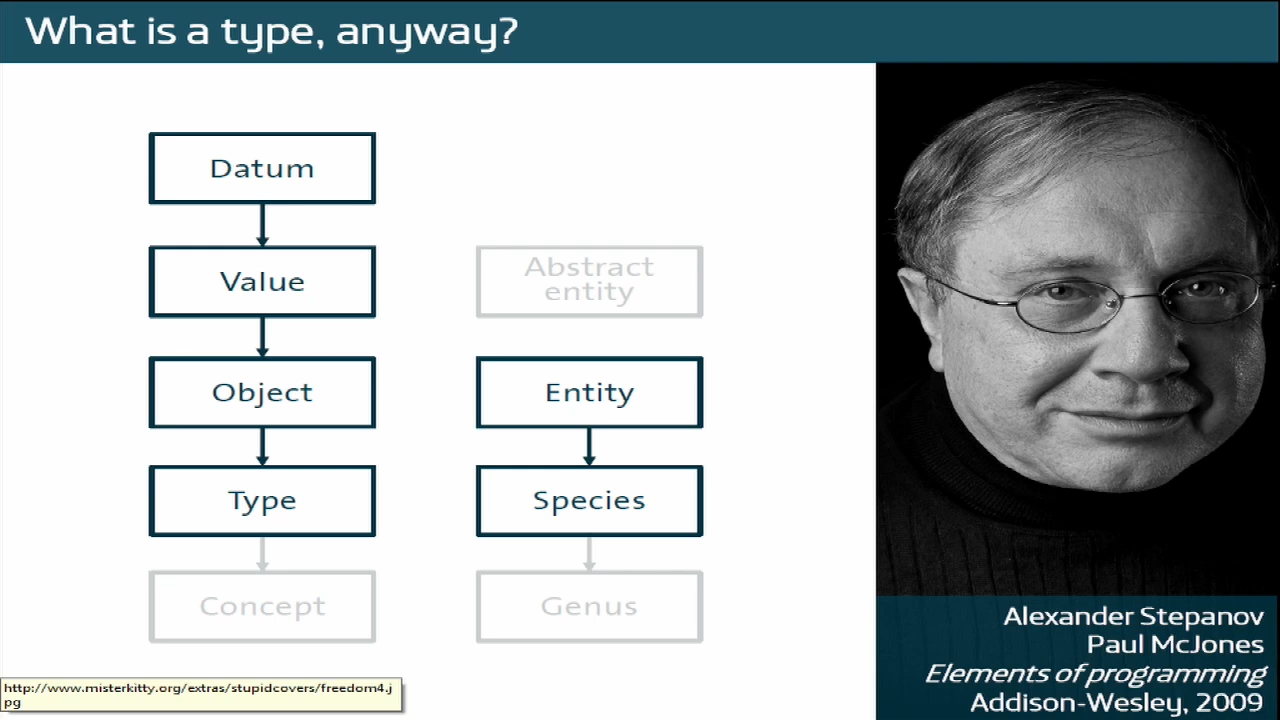 What is a type, anyway?
Datum
Value
Abstract
entity
Object
Entity
Type
Species
Concept
Genus
Alexander Stepanov
Paul McJones
Elements of programming
Addison-Wesley, 2009
http://www.misterkitty.org/extras/stupidcovers/freedom4.j
pg